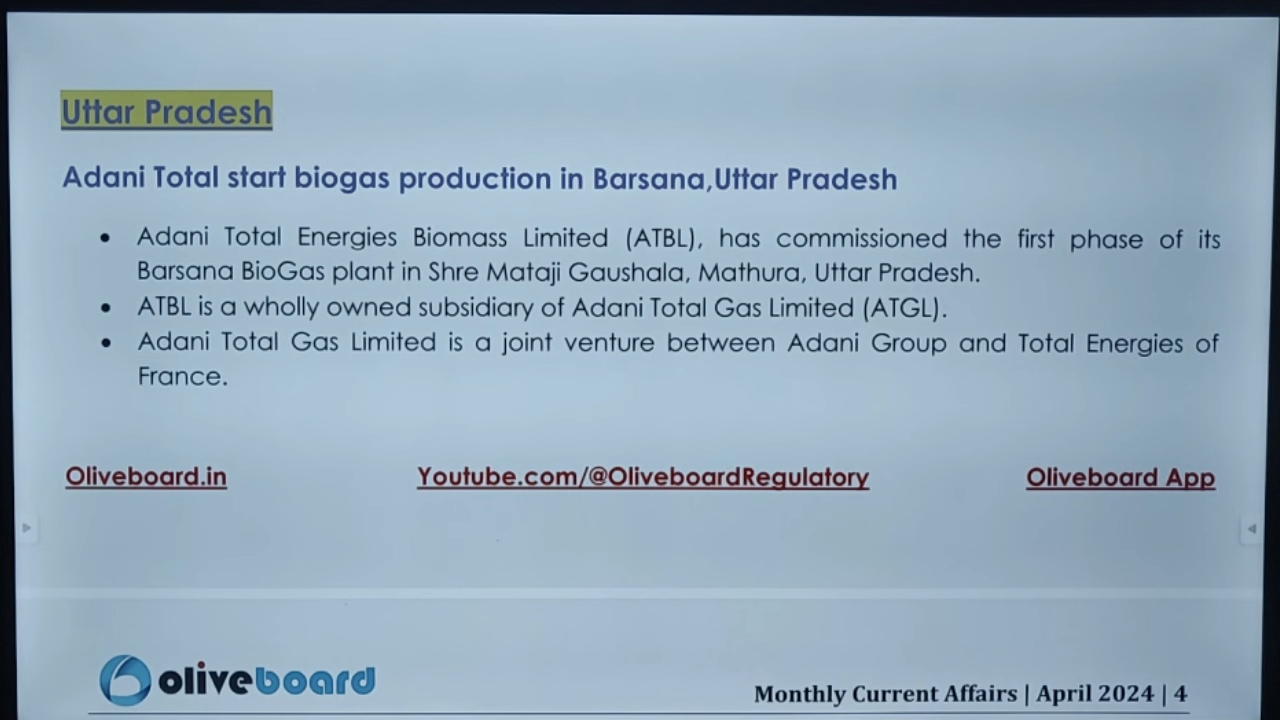 Uttar Pradesh
Adani Total start biogas production in Barsana,Uttar Pradesh
• Adani Total Energies Biomass Limited (ATBL), has commissioned the first phase of its
Barsana BioGas plant in Shre Mataji Gaushala, Mathura, Uttar Pradesh.
• ATBL is a wholly owned subsidiary of Adani Total Gas Limited (ATGL).
• Adani Total Gas Limited is a joint venture between Adani Group and Total Energies of
France.
Oliveboard.in Youtube.com/@OliveboardRegulatory Oliveboard App
oliveboard
Monthly Current Affairs | April 2024 | 4